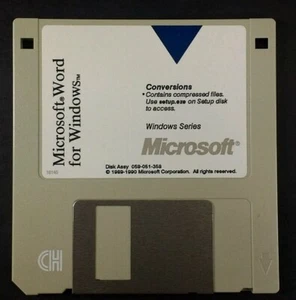 Microsoft® Word
for Windows™
Conversions
• Contains compressed files.
Use setup.exe on Setup disk
to access.
Windows Series
Microsoft®
Disk Assy 059-051-358
© 1989-1990 Microsoft Corporation. All rights reserved.